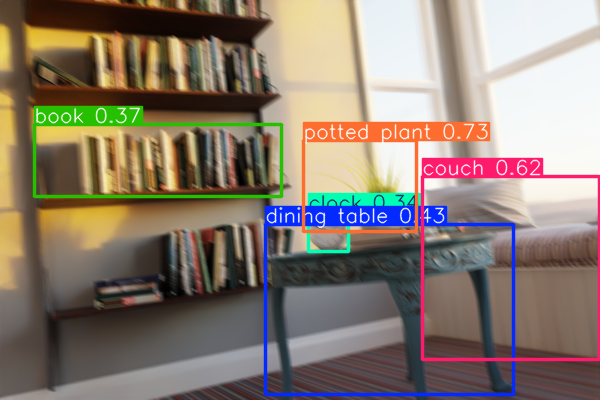 book 0.37
potted plant 0.73
couch 0.62
clock 0.34
dining table 0.43